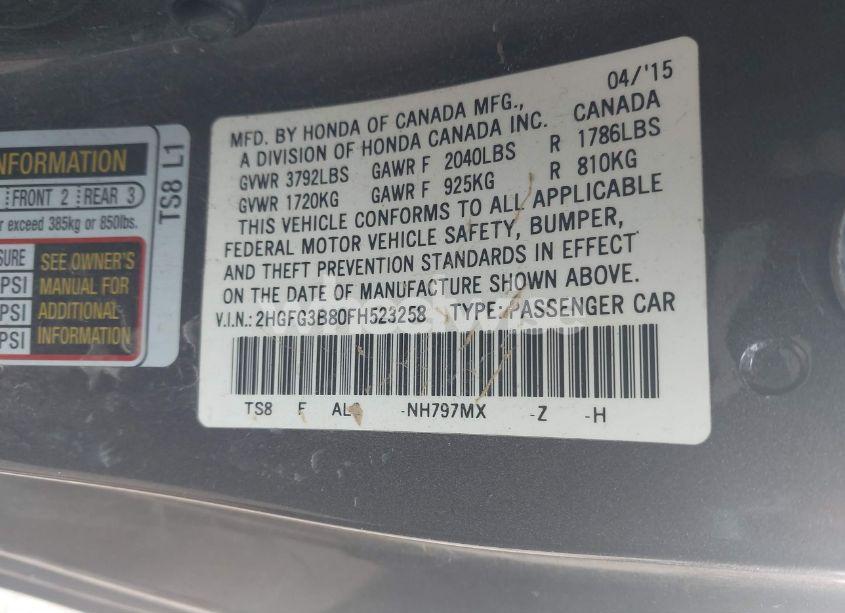 INFORMATION
FRONT 2 REAR 3
r exceed 385kg or 850lbs.
SURE
PSI
PSI
PSI
SEE OWNER'S
MANUAL FOR
ADDITIONAL
INFORMATION
TS8 L1
04/'15
MFD. BY HONDA OF CANADA MFG.,
A DIVISION OF HONDA CANADA INC. CANADA
GVWR 3792LBS GAWR F 2040LBS R 1786LBS
GVWR 1720KG GAWR F 925KG R 810KG
THIS VEHICLE CONFORMS TO ALL APPLICABLE
FEDERAL MOTOR VEHICLE SAFETY, BUMPER,
AND THEFT PREVENTION STANDARDS IN EFFECT
ON THE DATE OF MANUFACTURE SHOWN ABOVE.
V.I.N.: 2HGFG3B80FH523258 TYPE: PASSENGER CAR
TS8 -NH797MX -Z -H